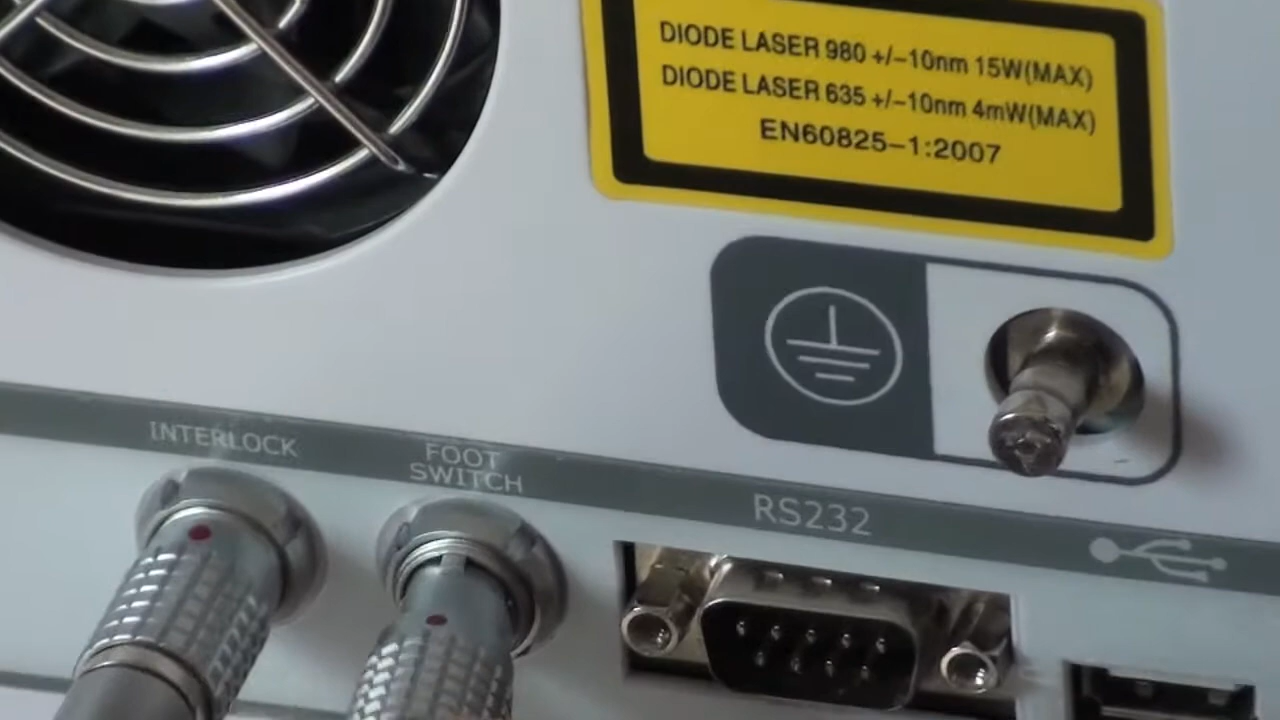 DIODE LASER 980 +/-10nm 15W(MAX)
DIODE LASER 635 +/-10nm 4mW(MAX)
EN60825-1:2007
INTERLOCK
FOOT
SWITCH
RS232